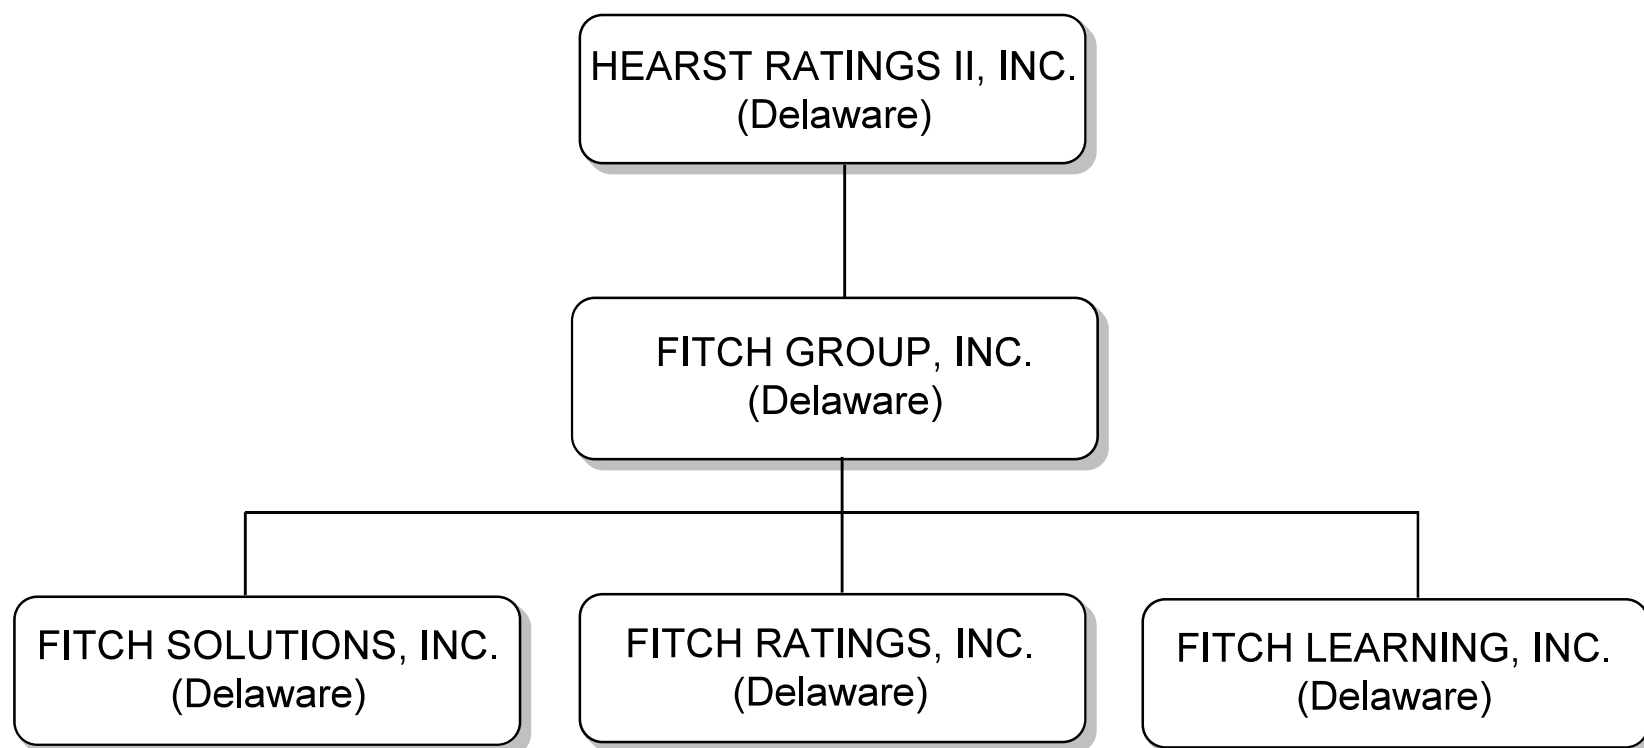 HEARST RATINGS II, INC.
(Delaware)
FITCH GROUP, INC.
(Delaware)
FITCH SOLUTIONS, INC.
(Delaware)
FITCH RATINGS, INC.
(Delaware)
FITCH LEARNING, INC.
(Delaware)